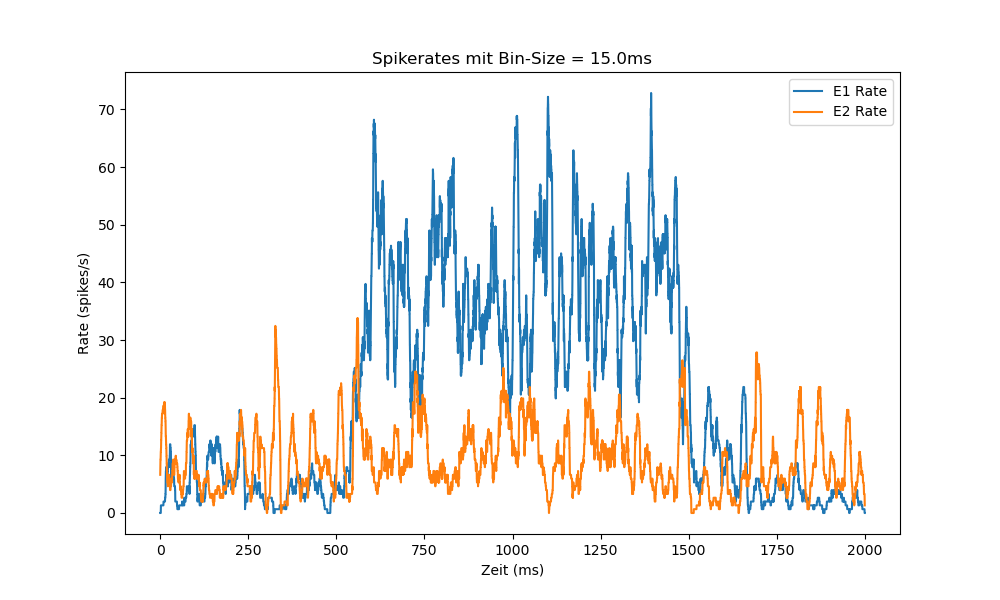 Spikerates mit Bin-Size = 15.0ms
E1 Rate
E2 Rate
Rate (spikes/s)
70
60
50
40
30
20
10
0
0 250 500 750 1000 1250 1500 1750 2000
Zeit (ms)